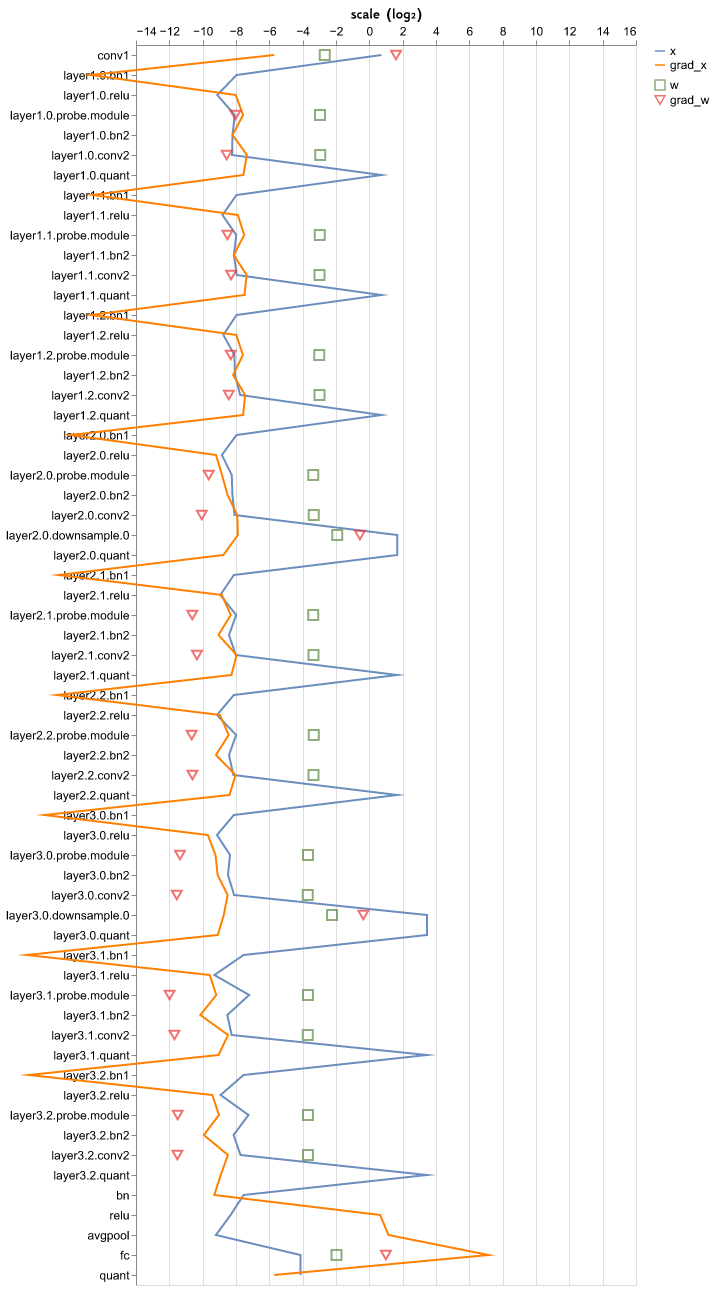 scale (log₂)
−14 −12 −10 −8 −6 −4 −2 0 2 4 6 8 10 12 14 16
x
grad_x
w
grad_w
conv1
layer1.0.bn1
layer1.0.relu
layer1.0.probe.module
layer1.0.bn2
layer1.0.conv2
layer1.0.quant
layer1.1.bn1
layer1.1.relu
layer1.1.probe.module
layer1.1.bn2
layer1.1.conv2
layer1.1.quant
layer1.2.bn1
layer1.2.relu
layer1.2.probe.module
layer1.2.bn2
layer1.2.conv2
layer1.2.quant
layer2.0.bn1
layer2.0.relu
layer2.0.probe.module
layer2.0.bn2
layer2.0.conv2
layer2.0.downsample.0
layer2.0.quant
layer2.1.bn1
layer2.1.relu
layer2.1.probe.module
layer2.1.bn2
layer2.1.conv2
layer2.1.quant
layer2.2.bn1
layer2.2.relu
layer2.2.probe.module
layer2.2.bn2
layer2.2.conv2
layer2.2.quant
layer3.0.bn1
layer3.0.relu
layer3.0.probe.module
layer3.0.bn2
layer3.0.conv2
layer3.0.downsample.0
layer3.0.quant
layer3.1.bn1
layer3.1.relu
layer3.1.probe.module
layer3.1.bn2
layer3.1.conv2
layer3.1.quant
layer3.2.bn1
layer3.2.relu
layer3.2.probe.module
layer3.2.bn2
layer3.2.conv2
layer3.2.quant
bn
relu
avgpool
fc
quant